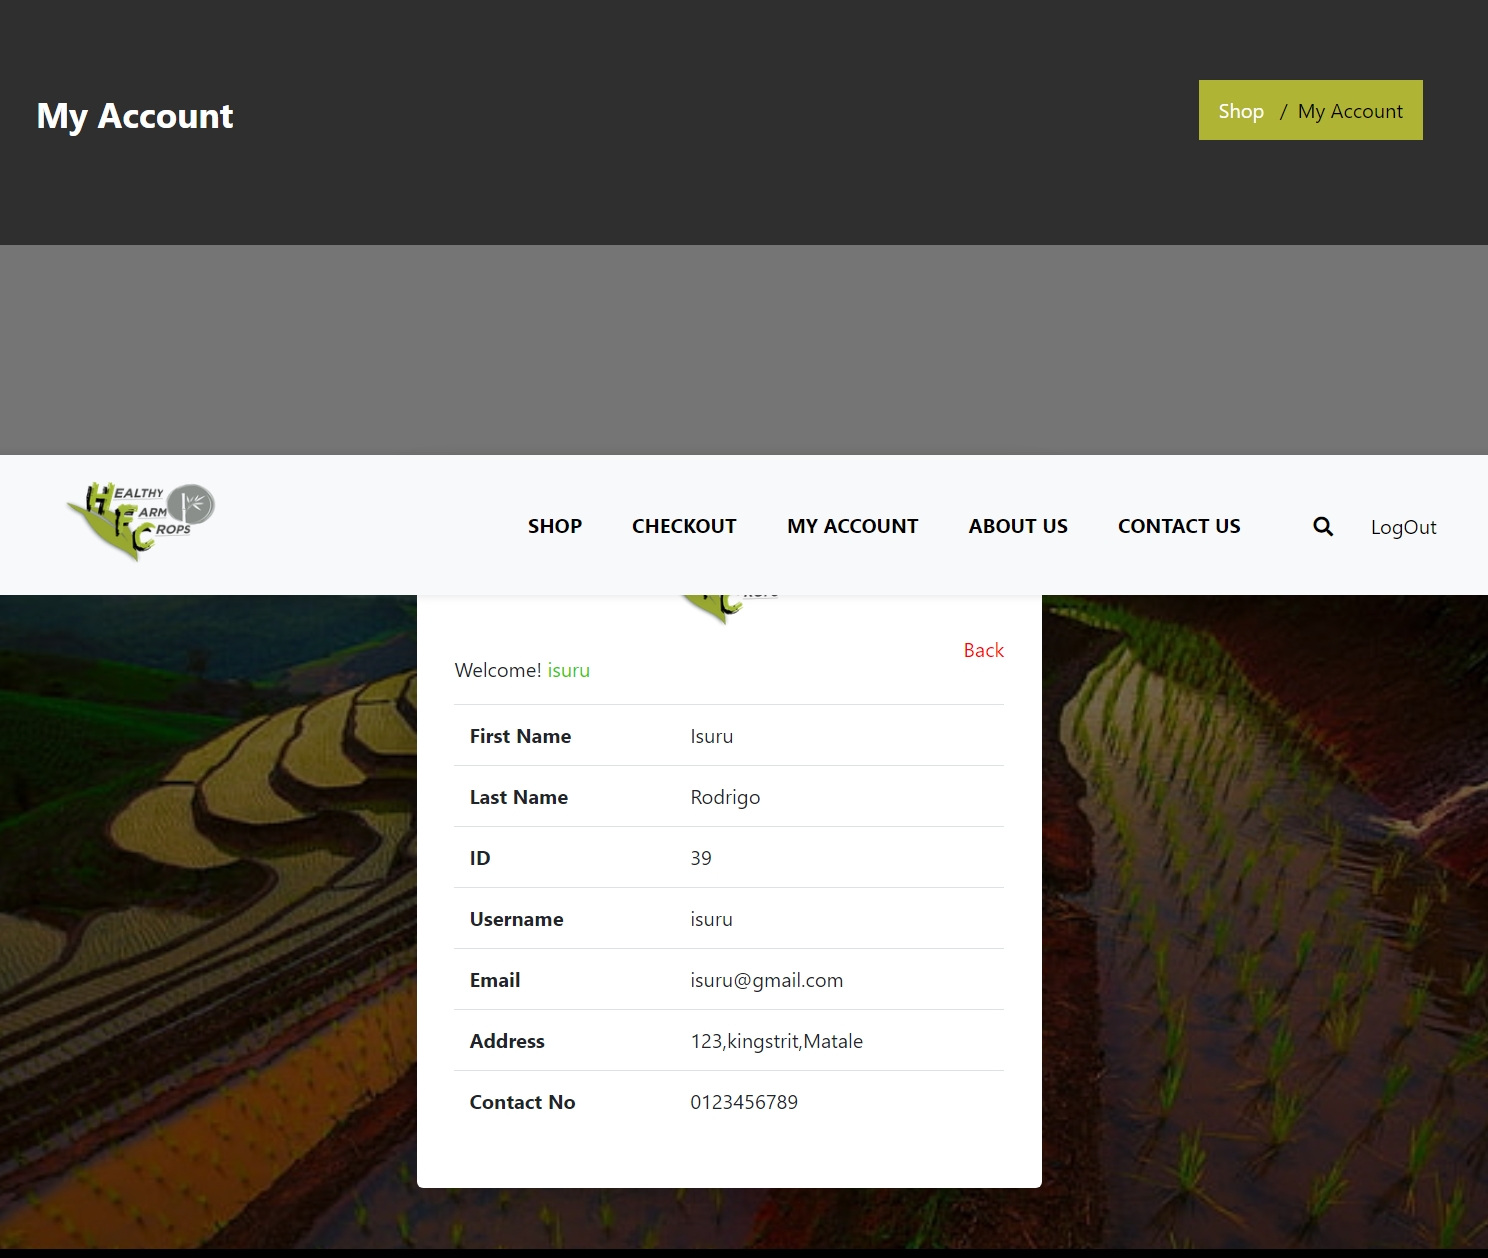 My Account
Shop / My Account
HEALTHY
FARM
CROPS
SHOP CHECKOUT MY ACCOUNT ABOUT US CONTACT US LogOut
Back
Welcome! isuru
First Name Isuru
Last Name Rodrigo
ID 39
Username isuru
Email isuru@gmail.com
Address 123,kingstrit,Matale
Contact No 0123456789